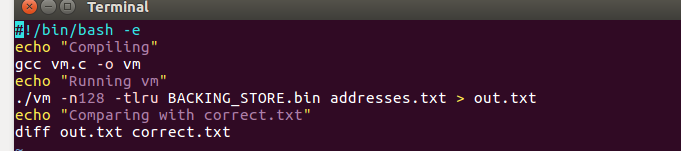 Terminal
#!/bin/bash -e
echo "Compiling"
gcc vm.c -o vm
echo "Running vm"
./vm -n128 -tlru BACKING_STORE.bin addresses.txt > out.txt
echo "Comparing with correct.txt"
diff out.txt correct.txt
~